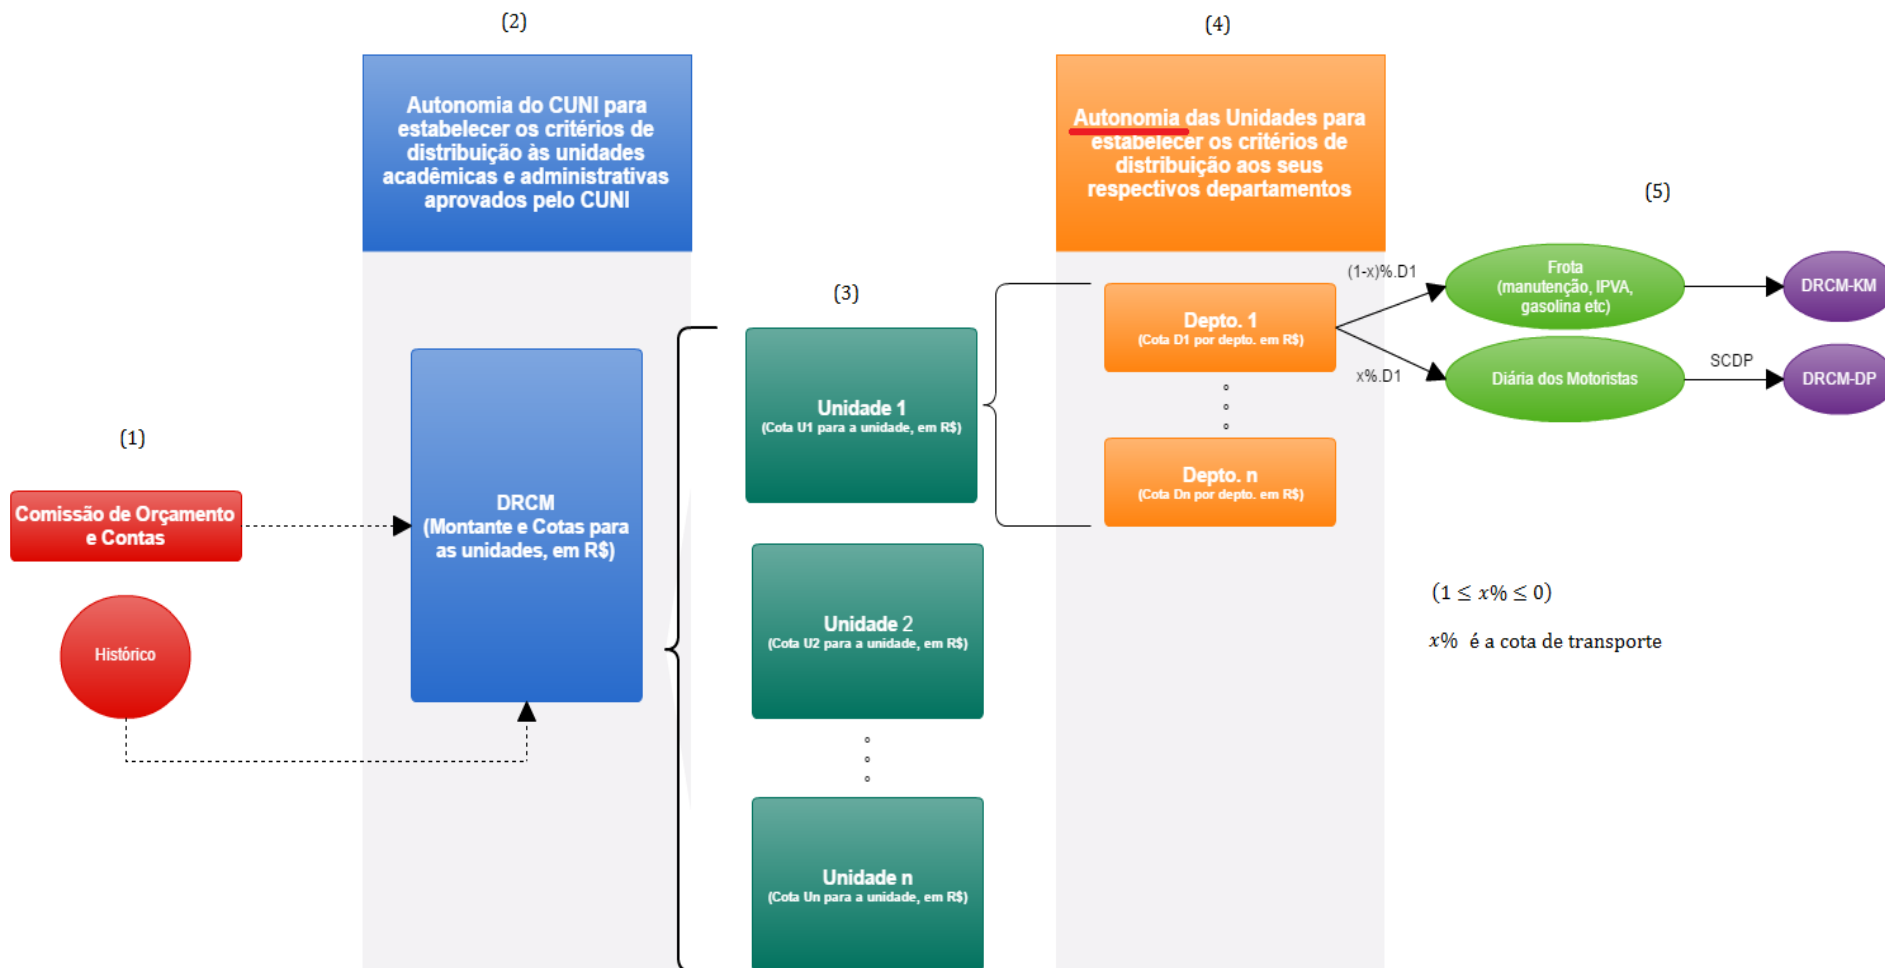 (2)
(4)
Autonomia do CUNI para
estabelecer os critérios de
distribuição às unidades
acadêmicas e administrativas
aprovados pelo CUNI
Autonomia das Unidades para
estabelecer os critérios de
distribuição aos seus
respectivos departamentos
(5)
(3)
(1)
Comissão de Orçamento
e Contas
Histórico
DRCM
(Montante e Cotas para
as unidades, em R$)
Unidade 1
(Cota U1 para a unidade, em R$)
Unidade 2
(Cota U2 para a unidade, em R$)
Unidade n
(Cota Un para a unidade, em R$)
Depto. 1
(Cota D1 por depto. em R$)
Depto. n
(Cota Dn por depto. em R$)
(1-x)%.D1
x%.D1
Frota
(manutenção, IPVA,
gasolina etc)
DRCM-KM
Diária dos Motoristas
SCDP
DRCM-DP
(1 ≤ x% ≤ 0)
x% é a cota de transporte